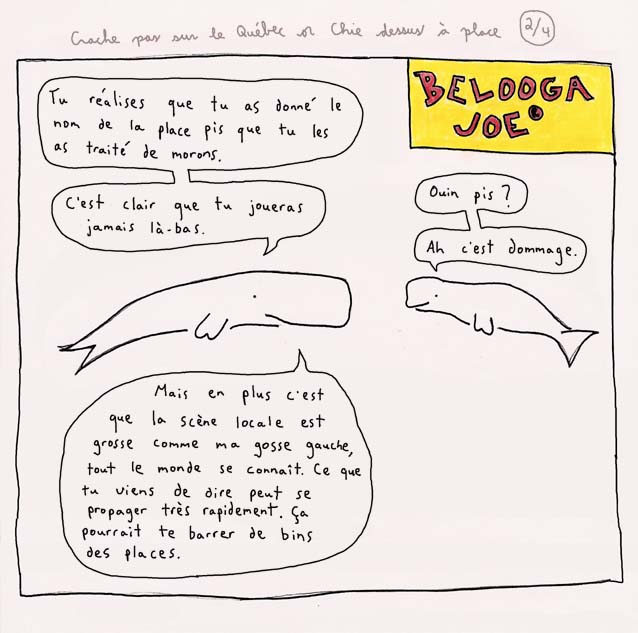 Crache pas sur le Québec or Chie dessus à place 2/4
BELOOGA
JOE
Tu réalises que tu as donné le
nom de la place pis que tu les
as traité de morons.
C'est clair que tu joueras
jamais là-bas.
Ouin pis ?
Ah c'est dommage.
Mais en plus c'est
que la scène locale est
grosse comme ma gosse gauche,
tout le monde se connaît. Ce que
tu viens de dire peut se
propager très rapidement. Ça
pourrait te barrer de bins
des places.